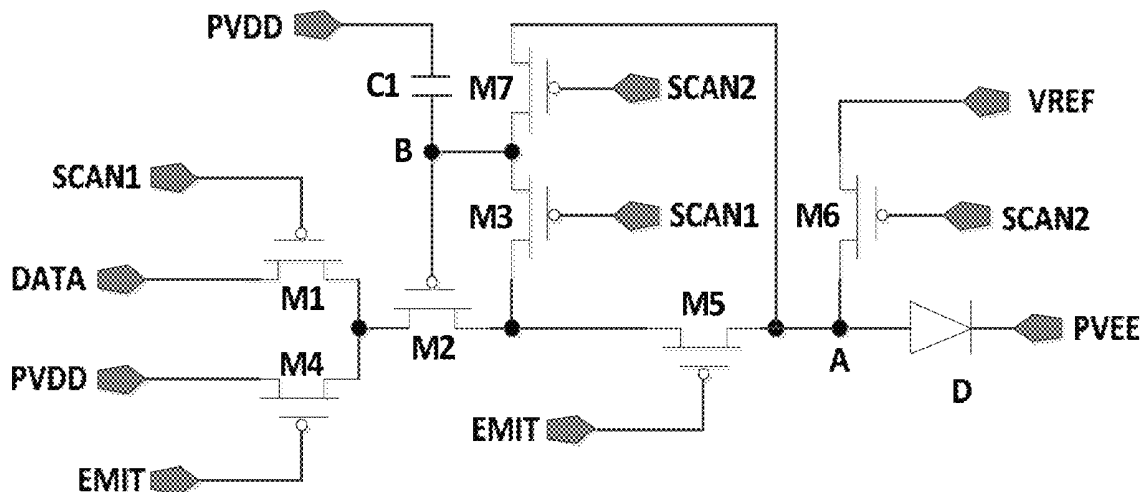 PVDD
C1
M7
SCAN2
VREF
B
SCAN1
M3
SCAN1
M6
SCAN2
DATA
M1
M5
M2
PVEE
M4
A
PVDD
D
EMIT
EMIT